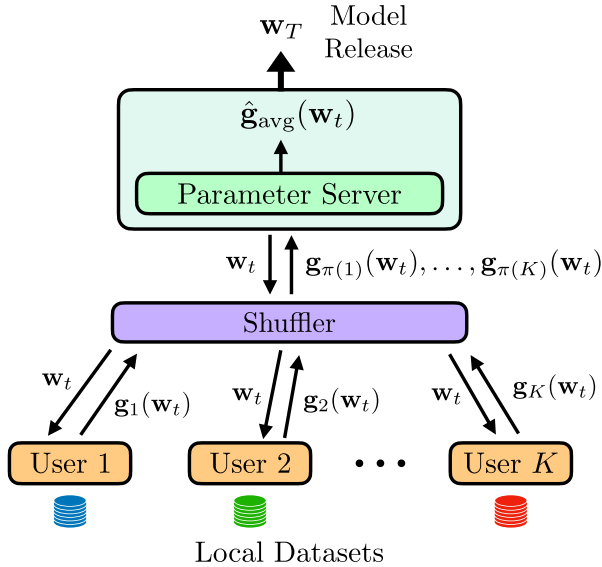 w_T Model
Release
ĝ_avg(w_t)
Parameter Server
w_t g_π(1)(w_t), . . . , g_π(K)(w_t)
Shuffler
w_t g_1(w_t) w_t g_2(w_t) w_t g_K(w_t)
User 1 User 2 • • • User K
Local Datasets